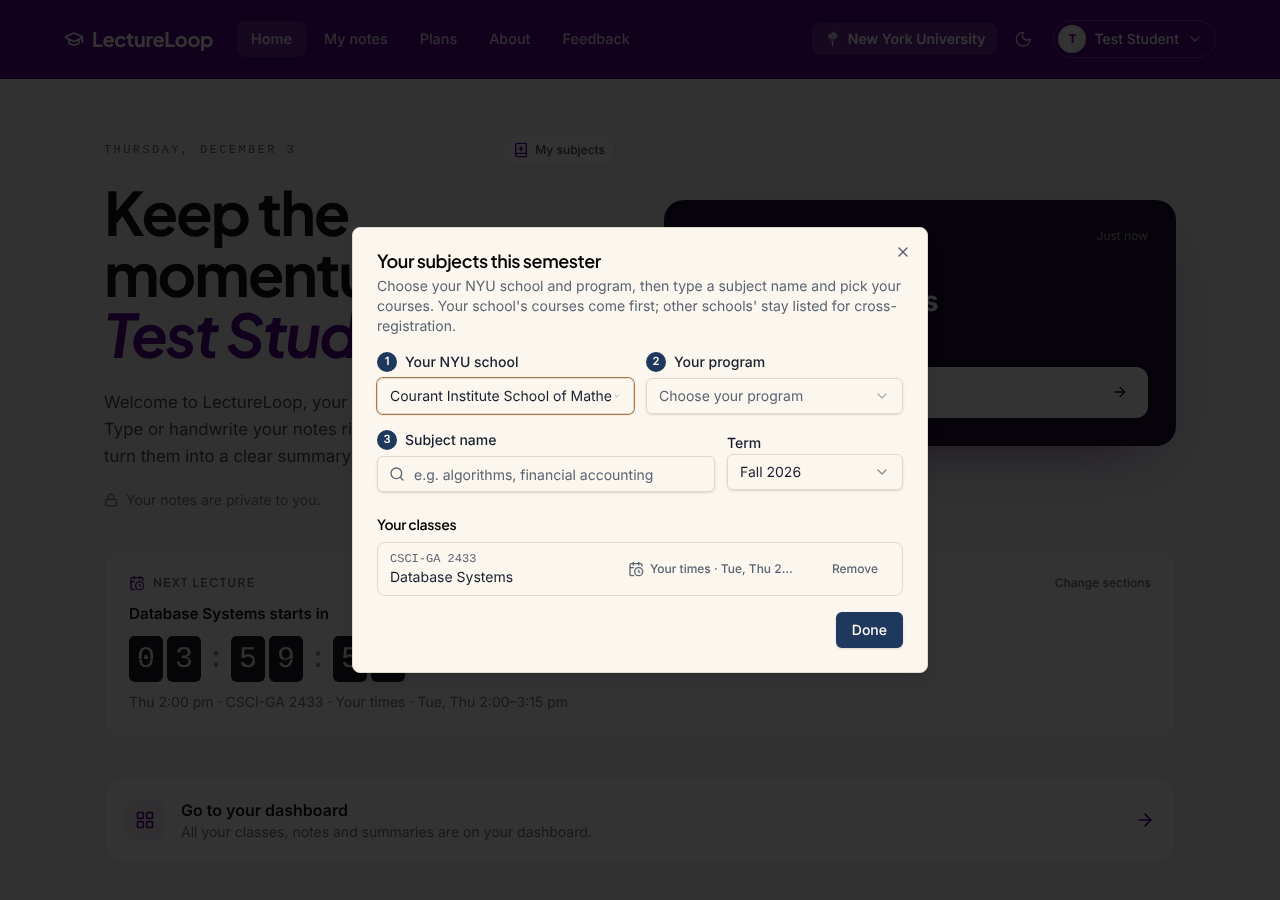 LectureLoop
Home
My notes
Plans
About
Feedback
New York University
T
Test Student
THURSDAY, DECEMBER 3
My subjects
Keep the
Just now
Your subjects this semester
Choose your NYU school and program, then type a subject name and pick your
courses. Your school's courses come first; other schools' stay listed for cross-
registration.
1 Your NYU school
2 Your program
Courant Institute School of Mathe
Choose your program
3 Subject name
Term
e.g. algorithms, financial accounting
Fall 2026
Your classes
CSCI-GA 2433
Database Systems
Your times · Tue, Thu 2...
Remove
Done
Test Stud
Welcome to LectureLoop, your
Type or handwrite your notes
turn them into a clear summary
Your notes are private to you.
NEXT LECTURE
Change sections
Database Systems starts in
03 : 59 : 5
Thu 2:00 pm · CSCI-GA 2433 · Your times · Tue, Thu 2:00–3:15 pm
Go to your dashboard
All your classes, notes and summaries are on your dashboard.